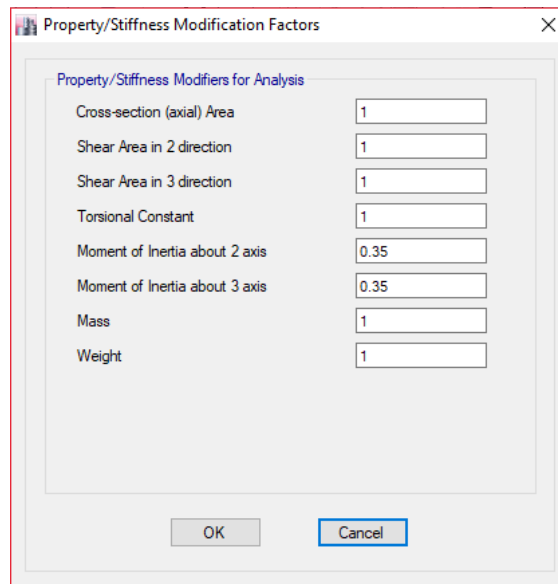 Property/Stiffness Modification Factors
Property/Stiffness Modifiers for Analysis
Cross-section (axial) Area 1
Shear Area in 2 direction 1
Shear Area in 3 direction 1
Torsional Constant 1
Moment of Inertia about 2 axis 0.35
Moment of Inertia about 3 axis 0.35
Mass 1
Weight 1
OK Cancel